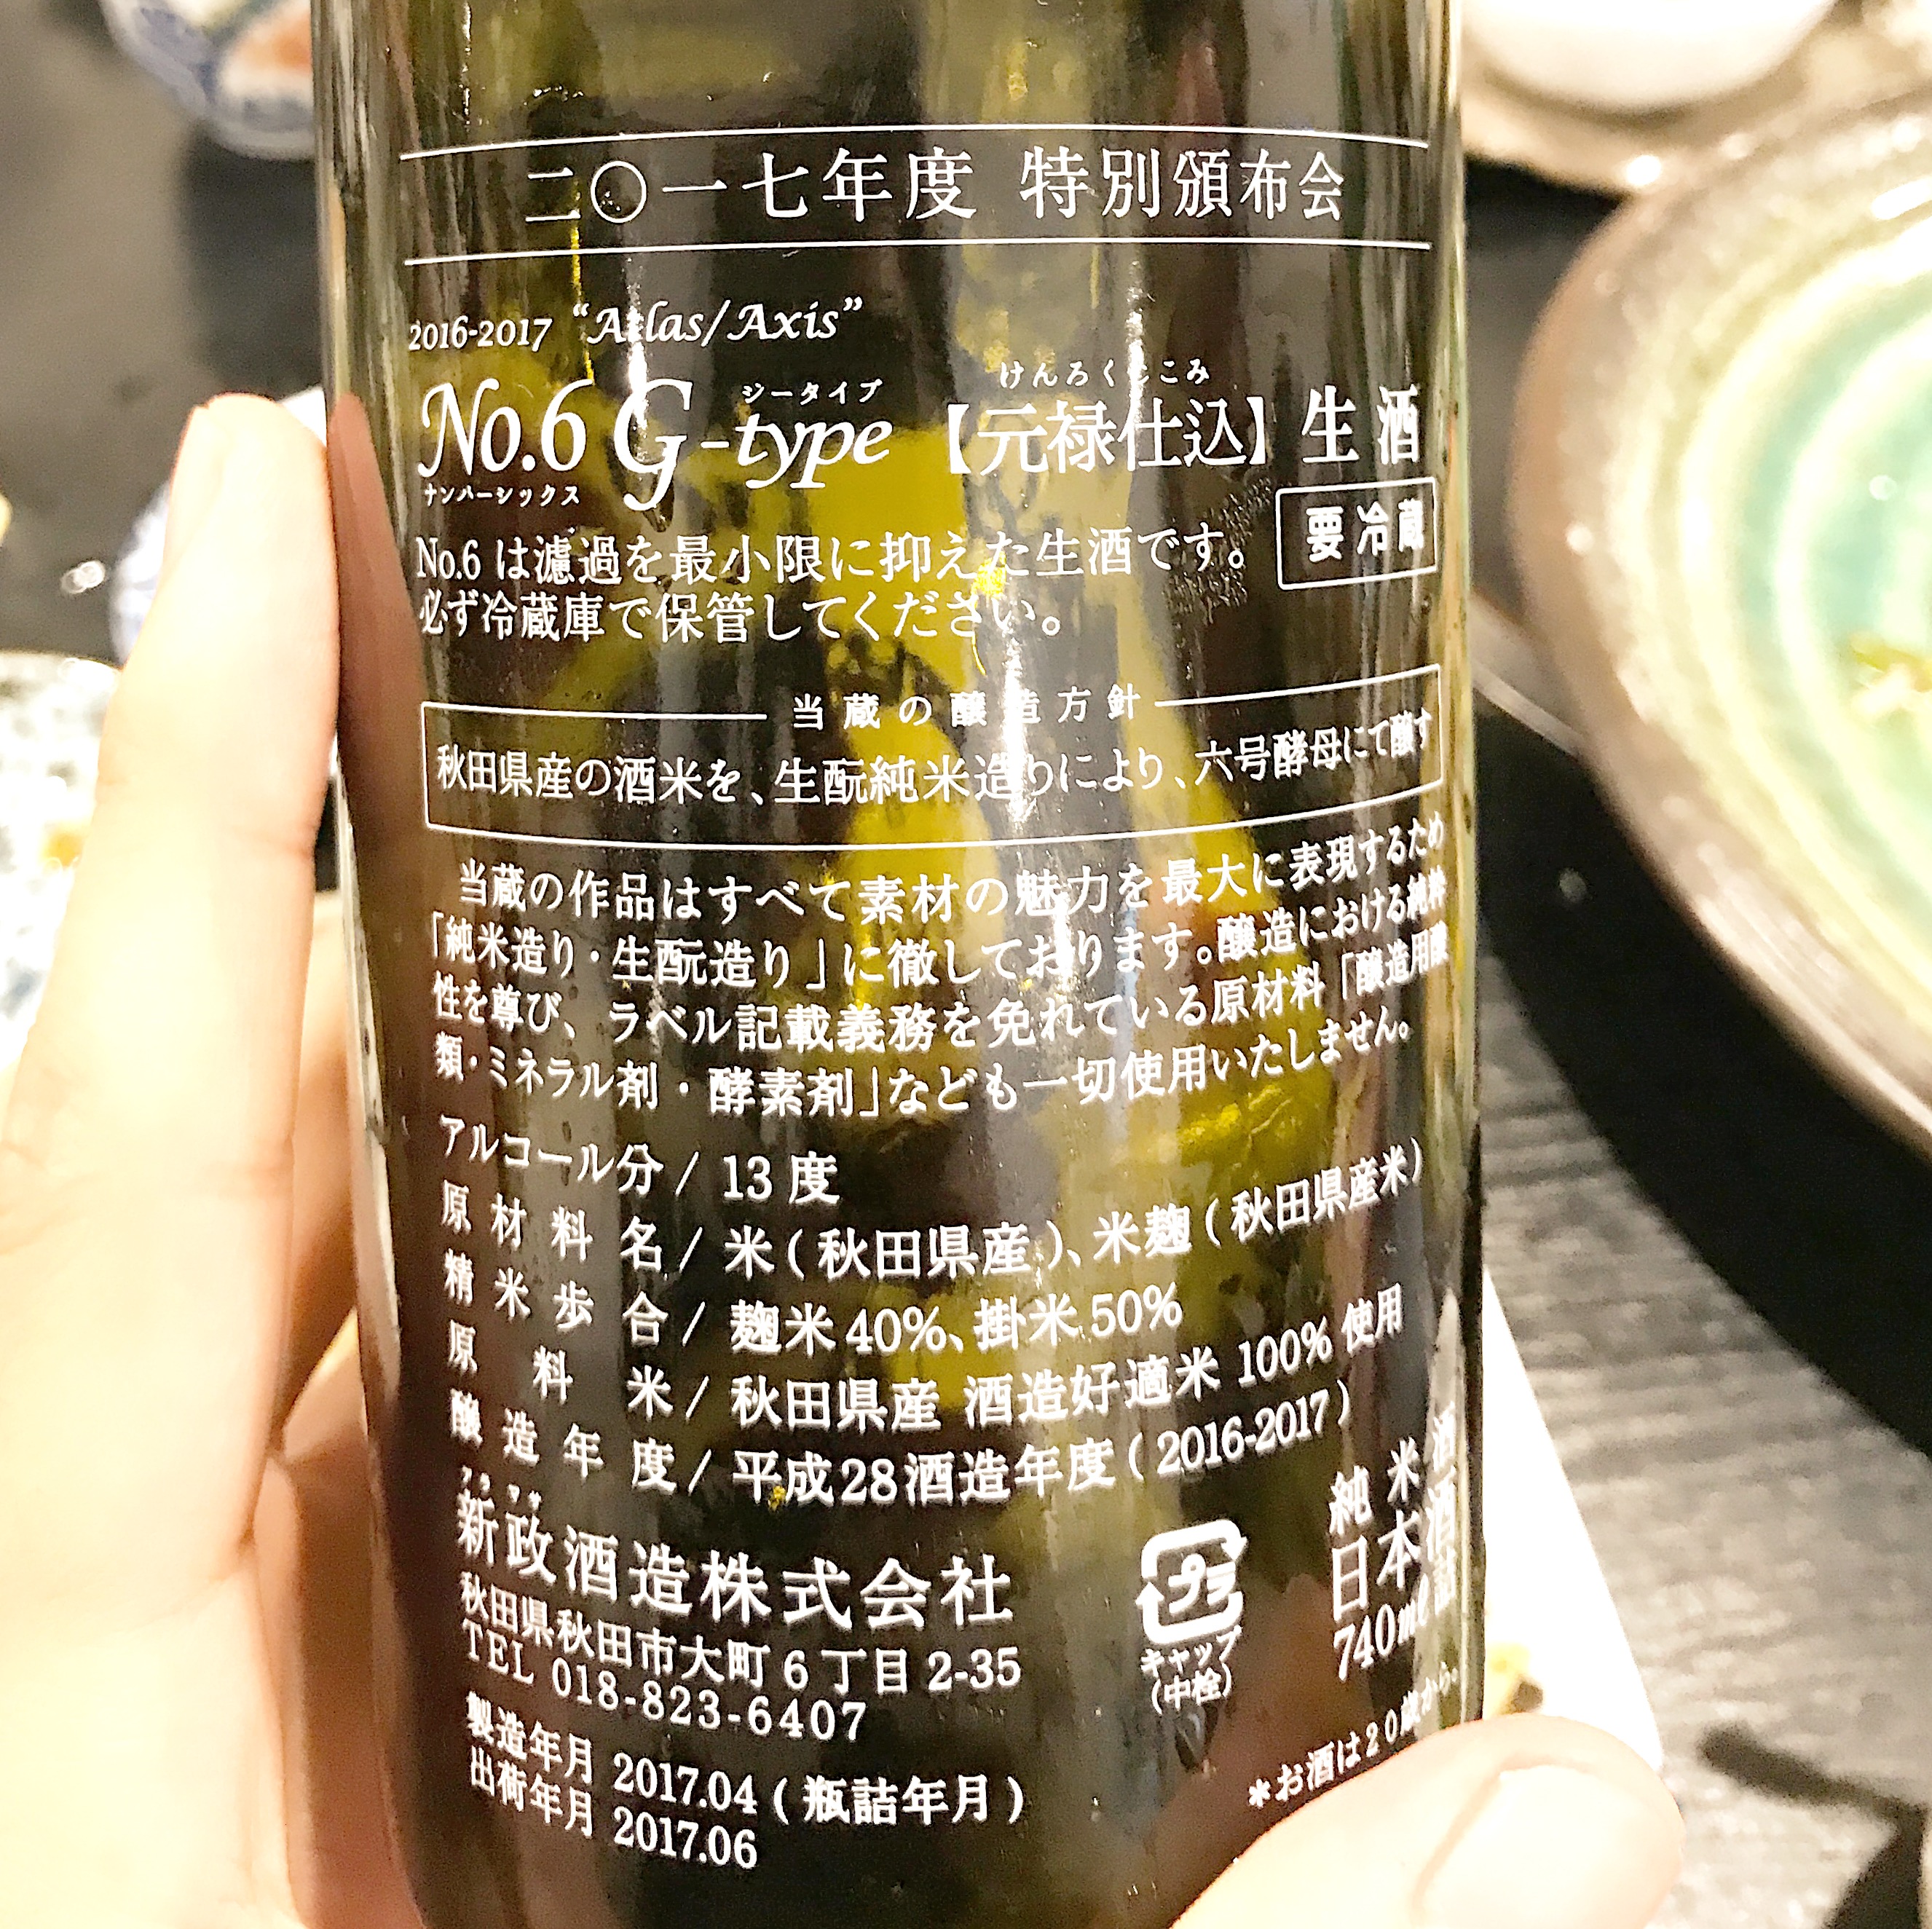 二〇一七年度 特別頒布会
2016-2017 “Atlas/Axis”
ジータイプ けんろくじこみ
No.6 G-type 【元禄仕込】 生酒
ナンバーシックス
No.6 は濾過を最小限に抑えた生酒です。 要冷蔵
必ず冷蔵庫で保管してください。
当蔵の醸造方針
秋田県産の酒米を、生酛純米造りにより、六号酵母にて醸す
当蔵の作品はすべて素材の魅力を最大に表現するため
「純米造り・生酛造り」に徹しております。醸造における純粋
性を尊び、ラベル記載義務を免れている原材料「醸造用酸
類・ミネラル剤・酵素剤」なども一切使用いたしません。
アルコール分/ 13 度
原材料名/ 米(秋田県産)、米麹(秋田県産米)
精米歩合/ 麹米40%、掛米50%
原料米/ 秋田県産 酒造好適米 100% 使用
醸造年度/ 平成28酒造年度(2016-2017)
新政酒造株式会社
秋田県秋田市大町6丁目2-35
TEL 018-823-6407
製造年月 2017.04 (瓶詰年月)
出荷年月 2017.06
プラ
キャップ
(中栓)
純米酒
日本酒
740ml 詰
*お酒は20歳から。